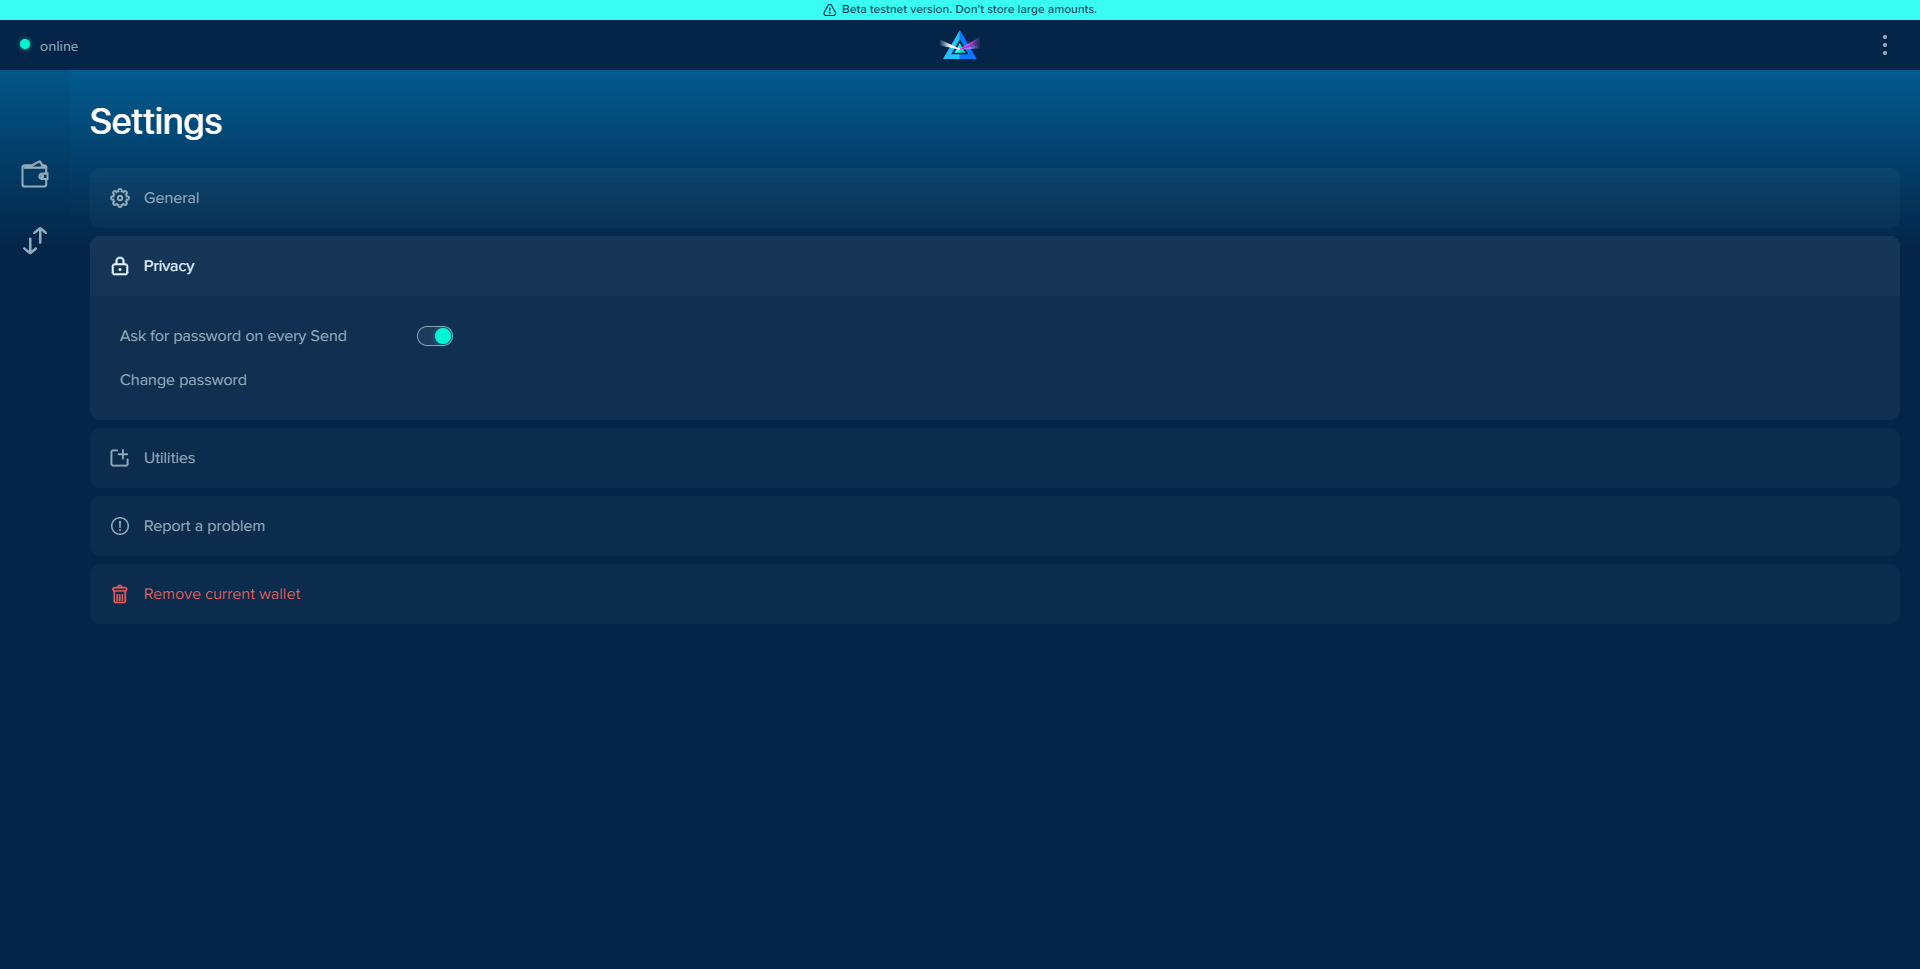 Beta testnet version. Don't store large amounts.
online
Settings
General
Privacy
Ask for password on every Send
Change password
Utilities
Report a problem
Remove current wallet